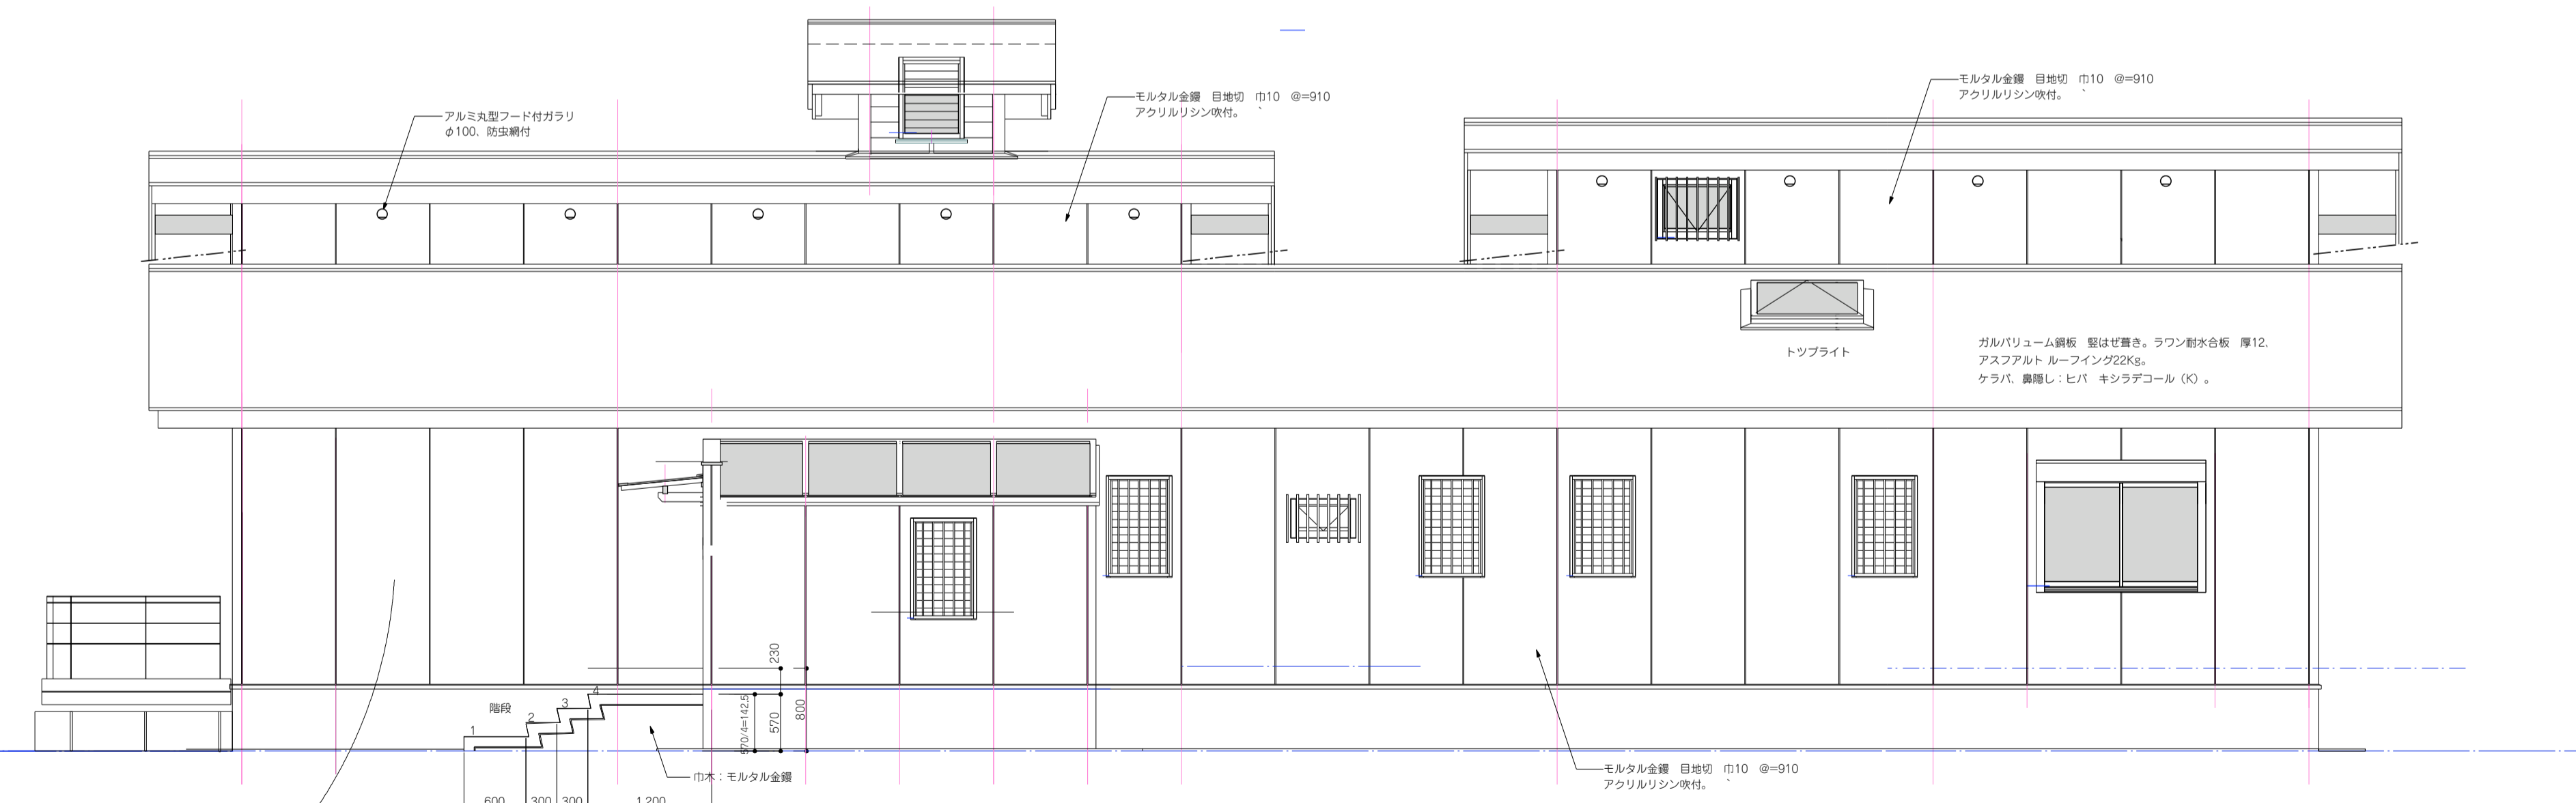 モルタル金鏝　目地切　巾10　@=910
アクリルリシン吹付。　｀
アルミ丸型フード付ガラリ
φ100、防虫網付
モルタル金鏝　目地切　巾10　@=910
アクリルリシン吹付。　｀
トツプライト
ガルバリューム鋼板　竪はぜ葺き。ラワン耐水合板　厚12、
アスフアルト ルーフイング22Kg。
ケラバ、鼻隠し：ヒバ　キシラデコール（K）。
階段
1
2
3
4
230
570/4=142.5
570
800
巾木：モルタル金鏝
モルタル金鏝　目地切　巾10　@=910
アクリルリシン吹付。　｀
600
300
300
1,200